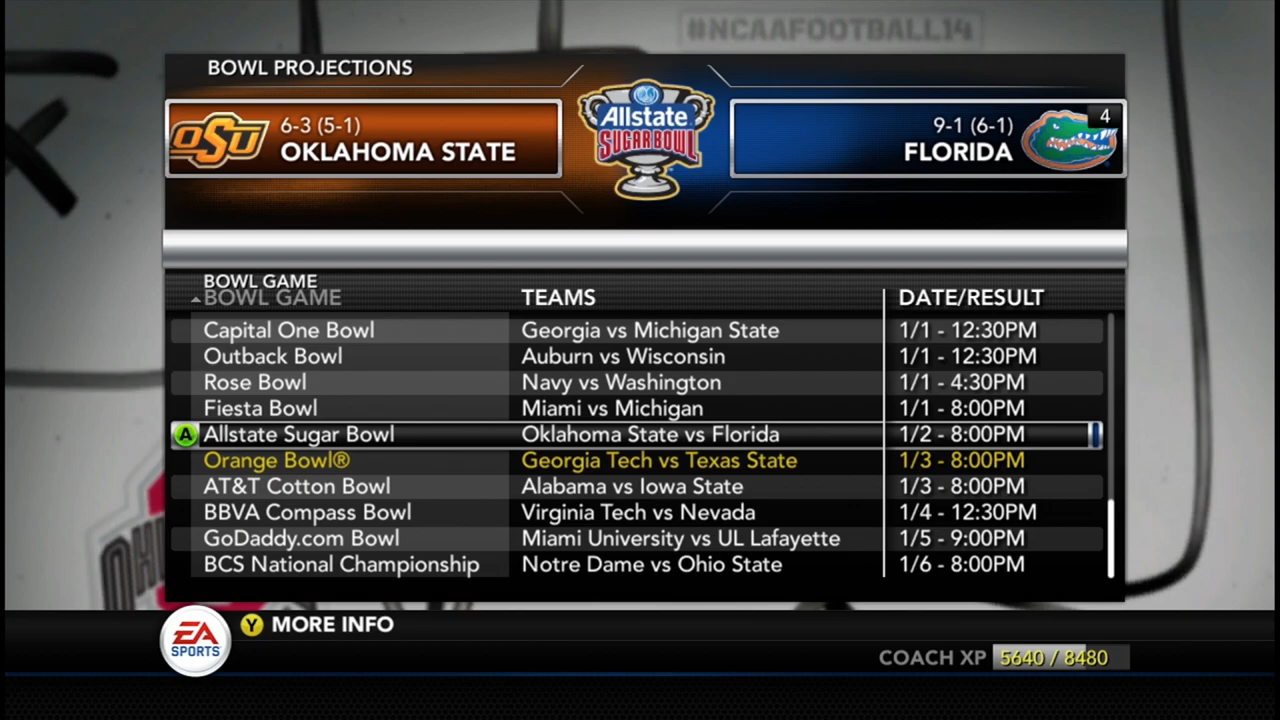 #NCAAFOOTBALL14
BOWL PROJECTIONS
OSU
6-3 (5-1)
OKLAHOMA STATE
Allstate
SUGAR BOWL
9-1 (6-1)
FLORIDA
4
BOWL GAME
BOWL GAME TEAMS DATE/RESULT
Capital One Bowl Georgia vs Michigan State 1/1 - 12:30PM
Outback Bowl Auburn vs Wisconsin 1/1 - 12:30PM
Rose Bowl Navy vs Washington 1/1 - 4:30PM
Fiesta Bowl Miami vs Michigan 1/1 - 8:00PM
A Allstate Sugar Bowl Oklahoma State vs Florida 1/2 - 8:00PM
Orange Bowl® Georgia Tech vs Texas State 1/3 - 8:00PM
AT&T Cotton Bowl Alabama vs Iowa State 1/3 - 8:00PM
BBVA Compass Bowl Virginia Tech vs Nevada 1/4 - 12:30PM
GoDaddy.com Bowl Miami University vs UL Lafayette 1/5 - 9:00PM
BCS National Championship Notre Dame vs Ohio State 1/6 - 8:00PM
EA
SPORTS
Y MORE INFO
COACH XP 5640 / 8480